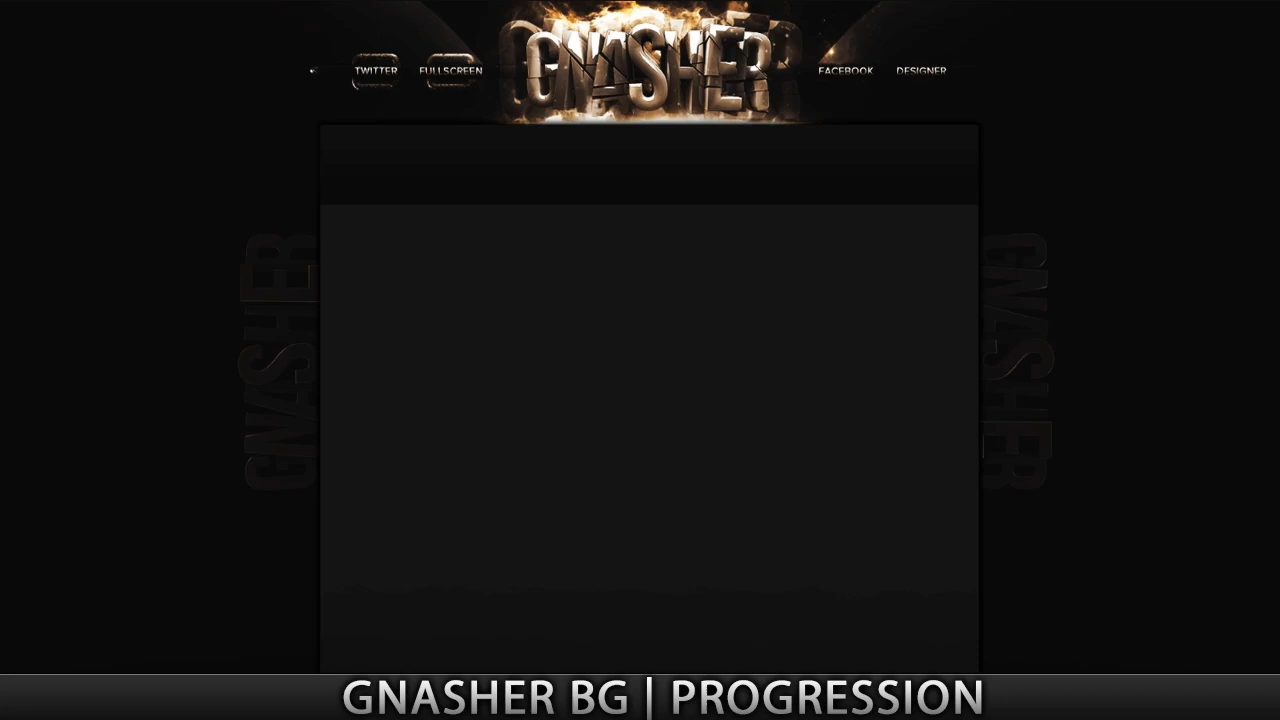 GNASHER
TWITTER FULLSCREEN FACEBOOK DESIGNER
GNASHER
GNASHER
GNASHER BG | PROGRESSION